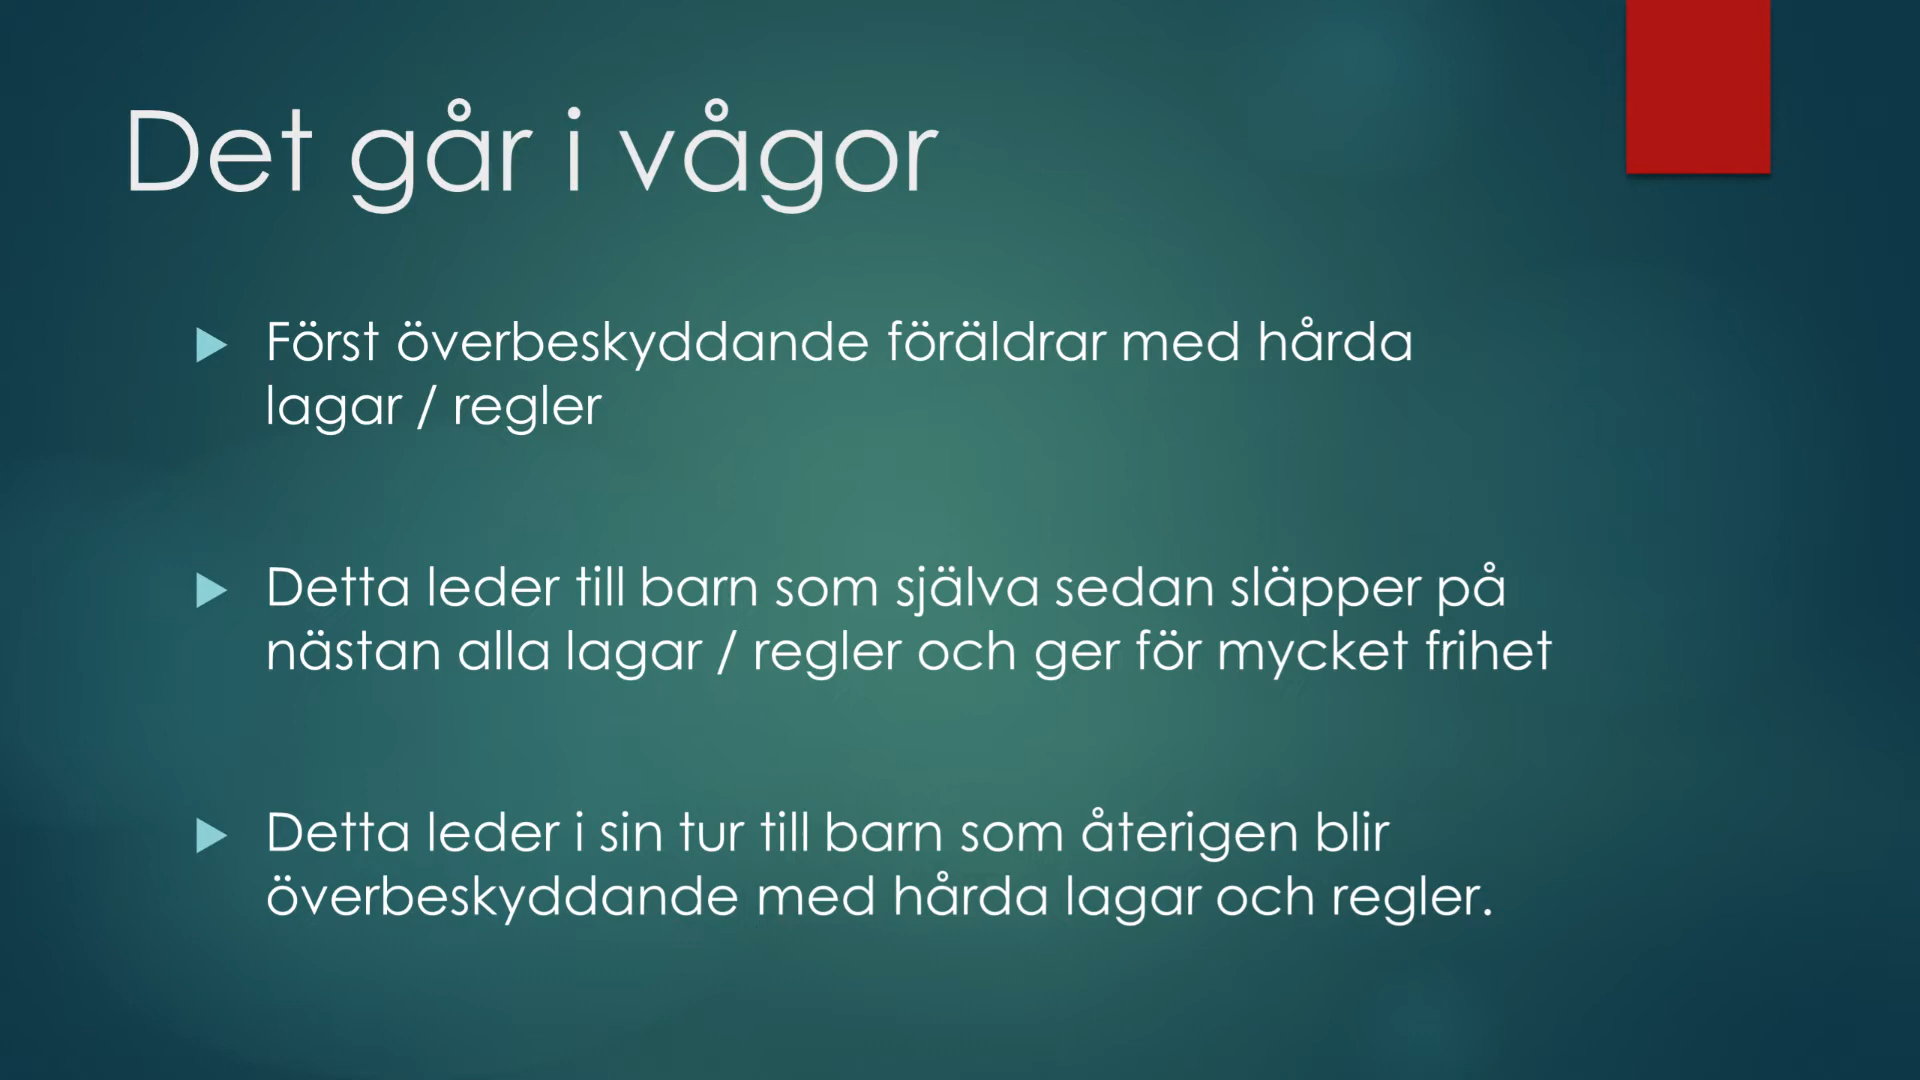 Det går i vågor
Först överbeskyddande föräldrar med hårda
lagar / regler
Detta leder till barn som själva sedan släpper på
nästan alla lagar / regler och ger för mycket frihet
Detta leder i sin tur till barn som återigen blir
överbeskyddande med hårda lagar och regler.